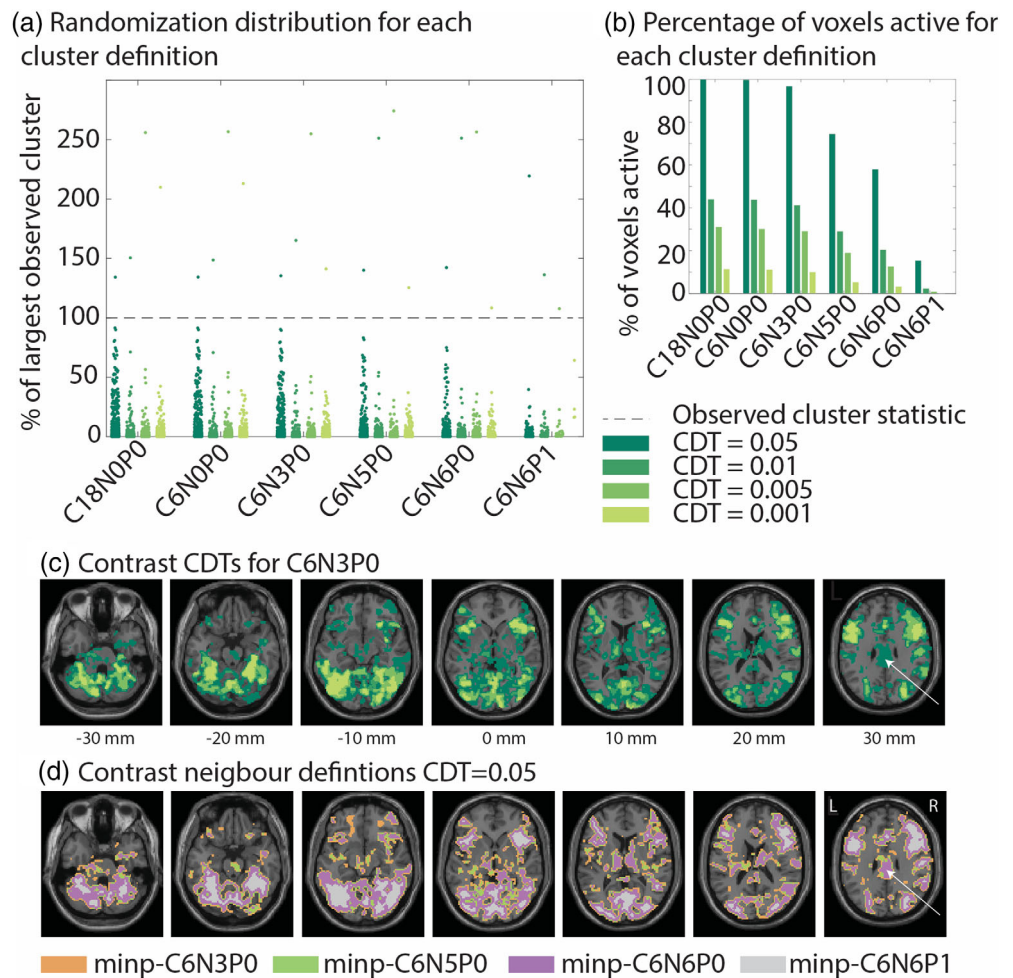 (a) Randomization distribution for each
cluster definition
(b) Percentage of voxels active for
each cluster definition
% of largest observed cluster
250
200
150
100
50
0
C18N0P0
C6N0P0
C6N3P0
C6N5P0
C6N6P0
C6N6P1
% of voxels active
100
80
60
40
20
0
C18N0P0
C6N0P0
C6N3P0
C6N5P0
C6N6P0
C6N6P1
Observed cluster statistic
CDT = 0.05
CDT = 0.01
CDT = 0.005
CDT = 0.001
(c) Contrast CDTs for C6N3P0
L
-30 mm
-20 mm
-10 mm
0 mm
10 mm
20 mm
30 mm
(d) Contrast neigbour defintions CDT=0.05
L R
minp-C6N3P0
minp-C6N5P0
minp-C6N6P0
minp-C6N6P1